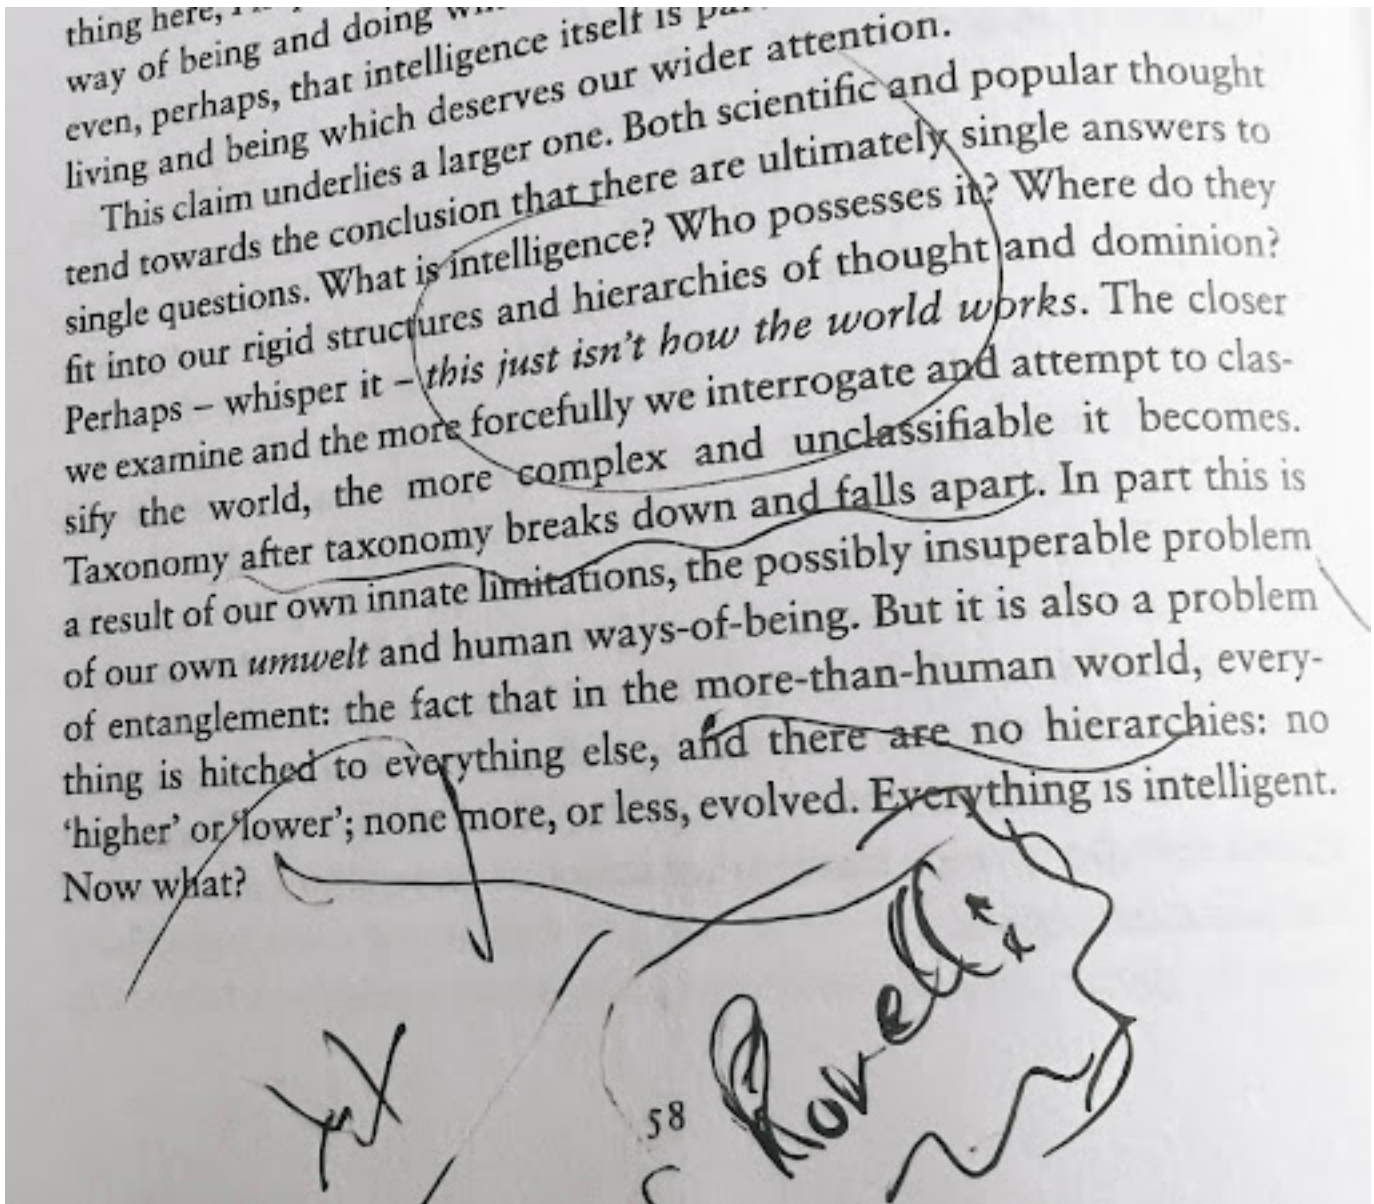 thing here,
way of being and doing
even, perhaps, that intelligence itself is
living and being which deserves our wider attention.
This claim underlies a larger one. Both scientific and popular thought
tend towards the conclusion that there are ultimately single answers to
single questions. What is intelligence? Who possesses it? Where do they
fit into our rigid structures and hierarchies of thought and dominion?
Perhaps – whisper it – this just isn't how the world works. The closer
we examine and the more forcefully we interrogate and attempt to clas-
sify the world, the more complex and unclassifiable it becomes.
Taxonomy after taxonomy breaks down and falls apart. In part this is
a result of our own innate limitations, the possibly insuperable problem
of our own umwelt and human ways-of-being. But it is also a problem
of entanglement: the fact that in the more-than-human world, every-
thing is hitched to everything else, and there are no hierarchies: no
'higher' or 'lower'; none more, or less, evolved. Everything is intelligent.
Now what?
Rovelli
58